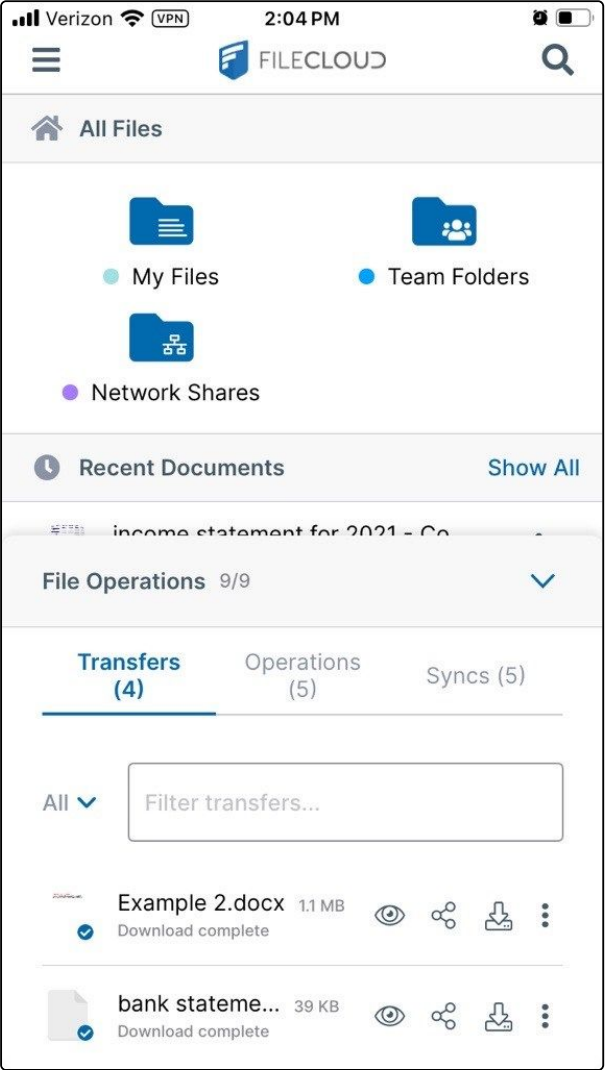 Verizon VPN 2:04 PM
FILECLOUD
All Files
My Files
Team Folders
Network Shares
Recent Documents Show All
income statement for 2021 - Co
File Operations 9/9
Transfers (4)
Operations (5)
Syncs (5)
All Filter transfers...
Example 2.docx 1.1 MB
Download complete
bank stateme... 39 KB
Download complete